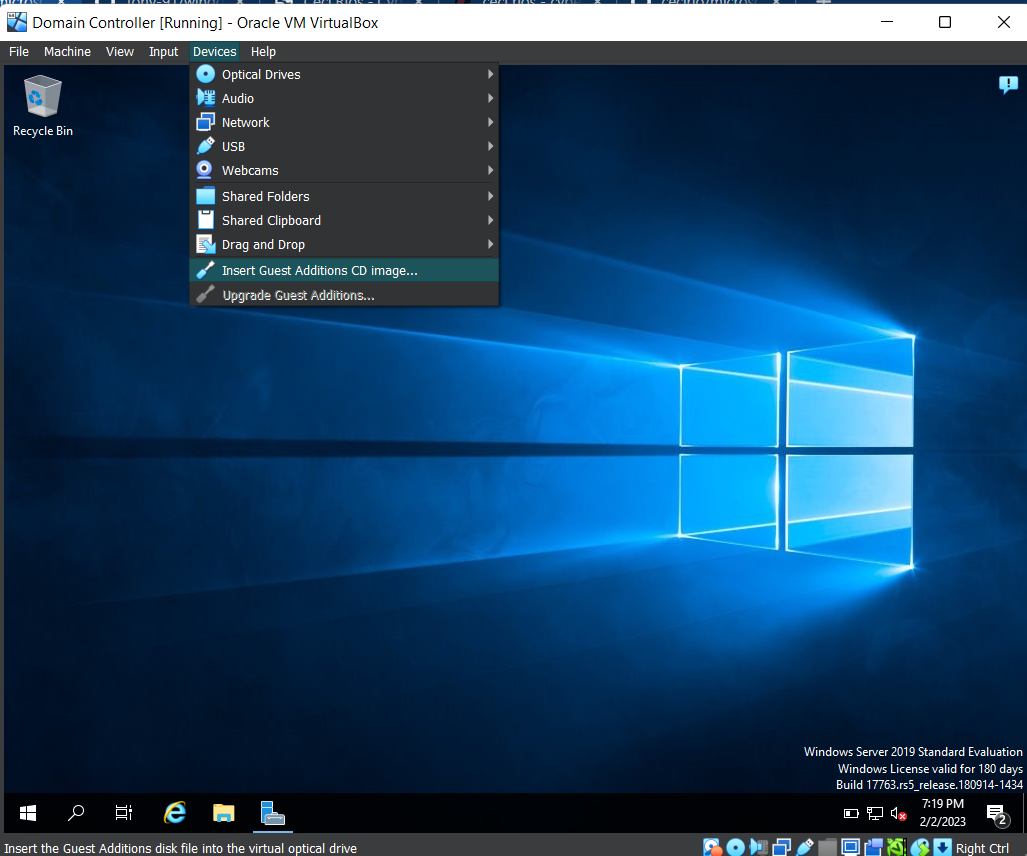 Domain Controller [Running] - Oracle VM VirtualBox
File Machine View Input Devices Help
Optical Drives
Audio
Network
USB
Webcams
Shared Folders
Shared Clipboard
Drag and Drop
Insert Guest Additions CD image...
Upgrade Guest Additions...
Recycle Bin
Windows Server 2019 Standard Evaluation
Windows License valid for 180 days
Build 17763.rs5_release.180914-1434
7:19 PM
2/2/2023
2
Insert the Guest Additions disk file into the virtual optical drive
Right Ctrl